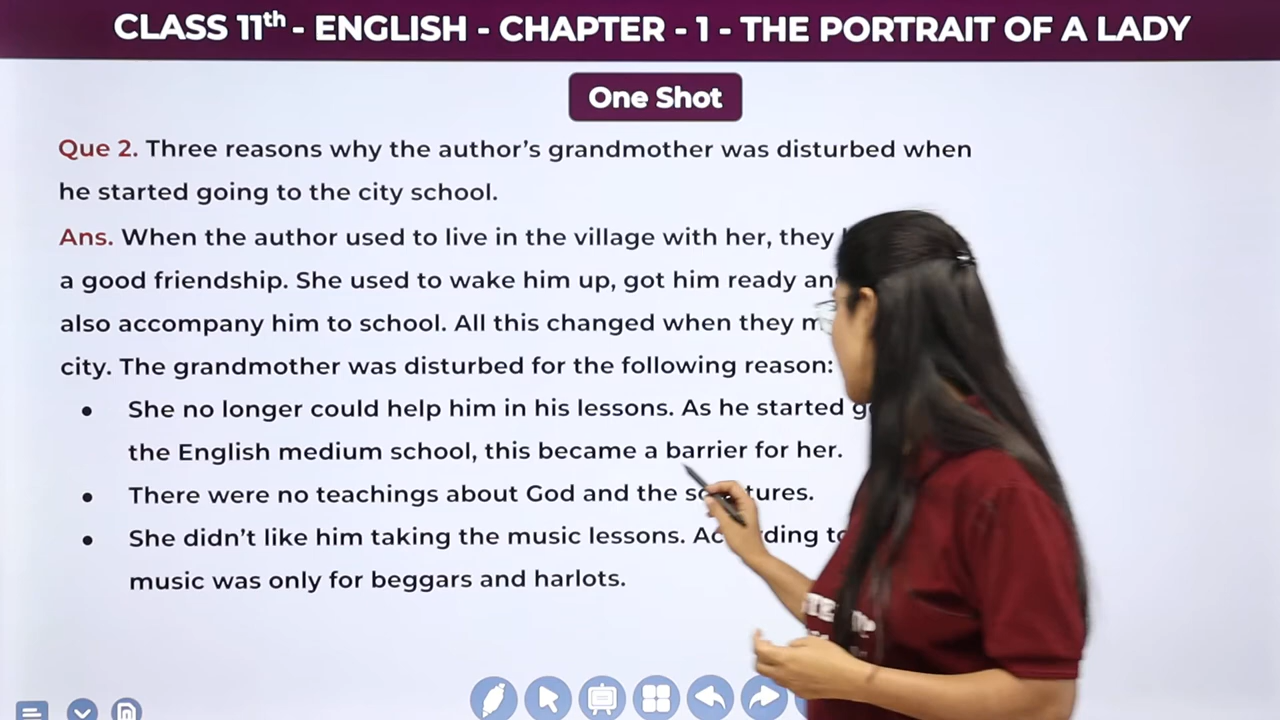 CLASS 11th - ENGLISH - CHAPTER - 1 - THE PORTRAIT OF A LADY
One Shot
Que 2. Three reasons why the author's grandmother was disturbed when
he started going to the city school.
Ans. When the author used to live in the village with her, they
a good friendship. She used to wake him up, got him ready
also accompany him to school. All this changed when they
city. The grandmother was disturbed for the following reason:
• She no longer could help him in his lessons. As he started
the English medium school, this became a barrier for her.
• There were no teachings about God and the
• She didn't like him taking the music lessons.
music was only for beggars and harlots.